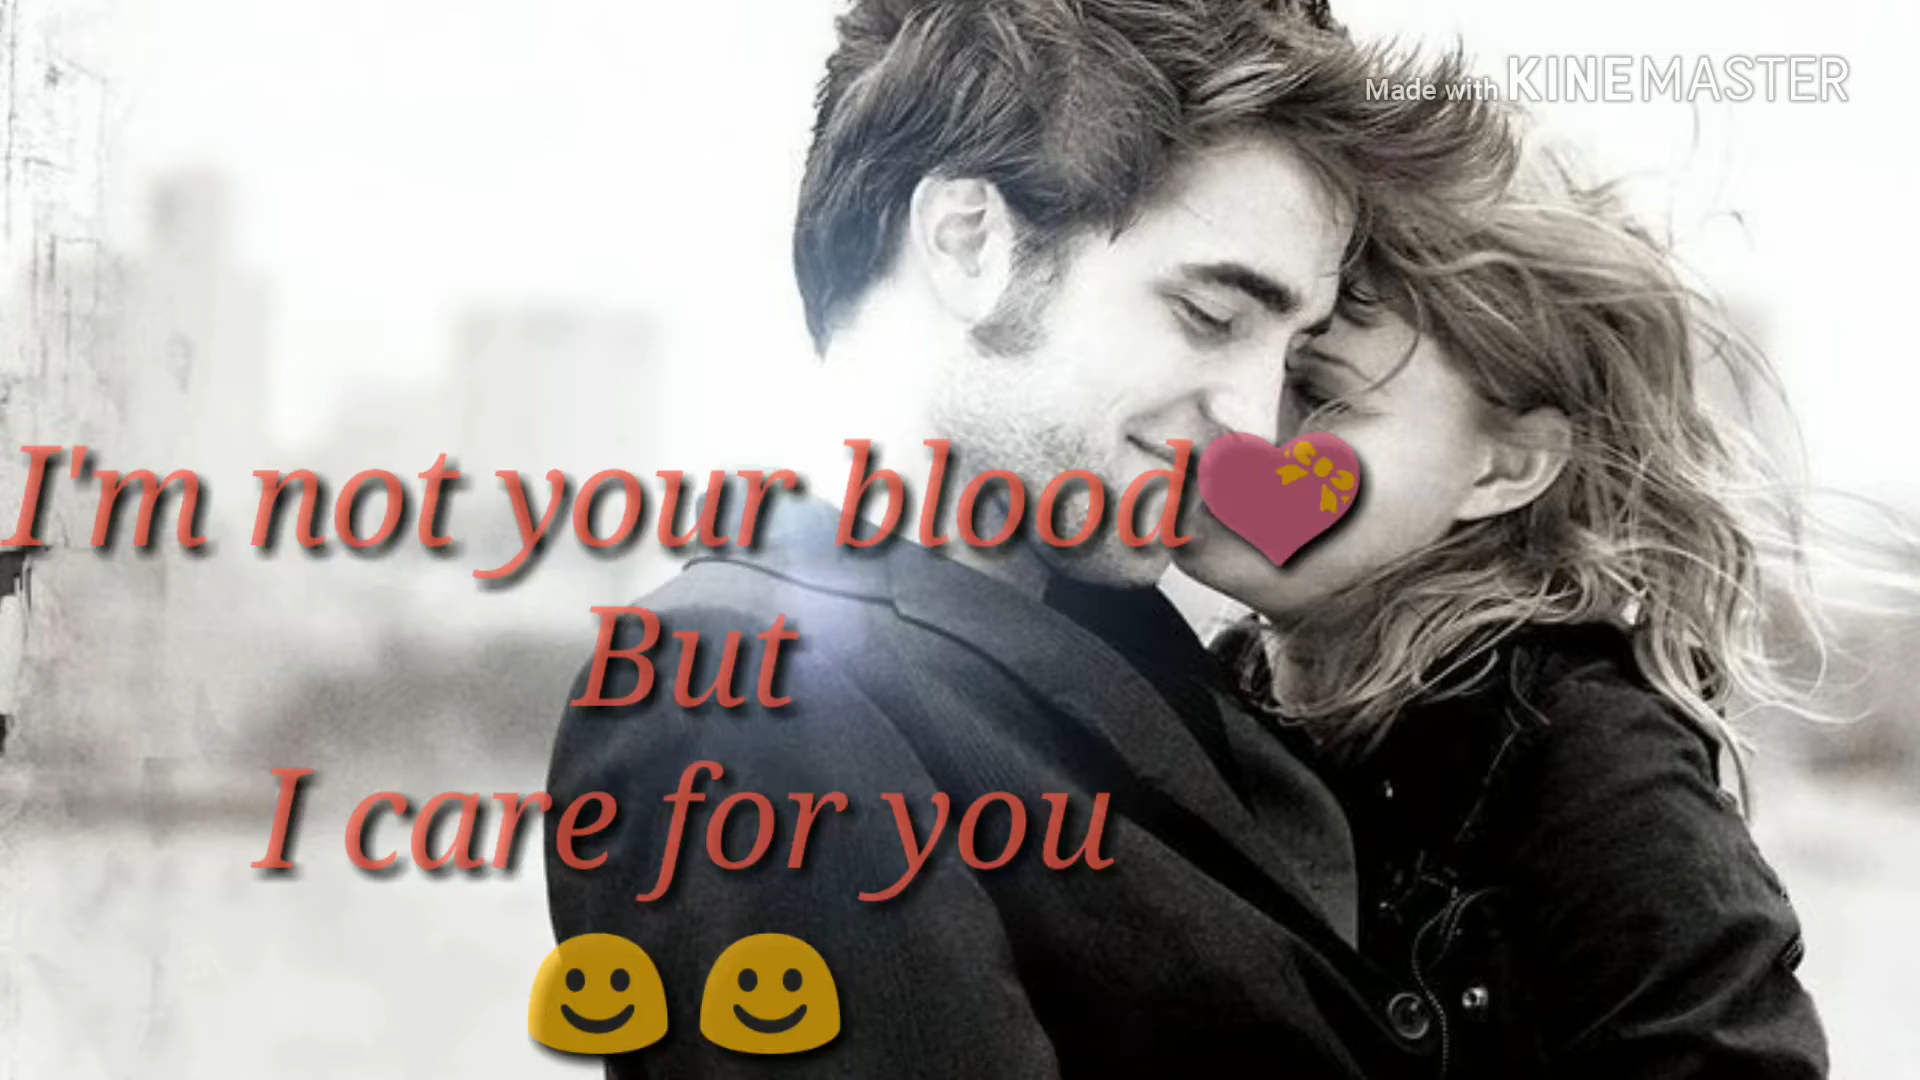 Made with KINEMASTER
I'm not your blood💝
But
I care for you
🙂🙂